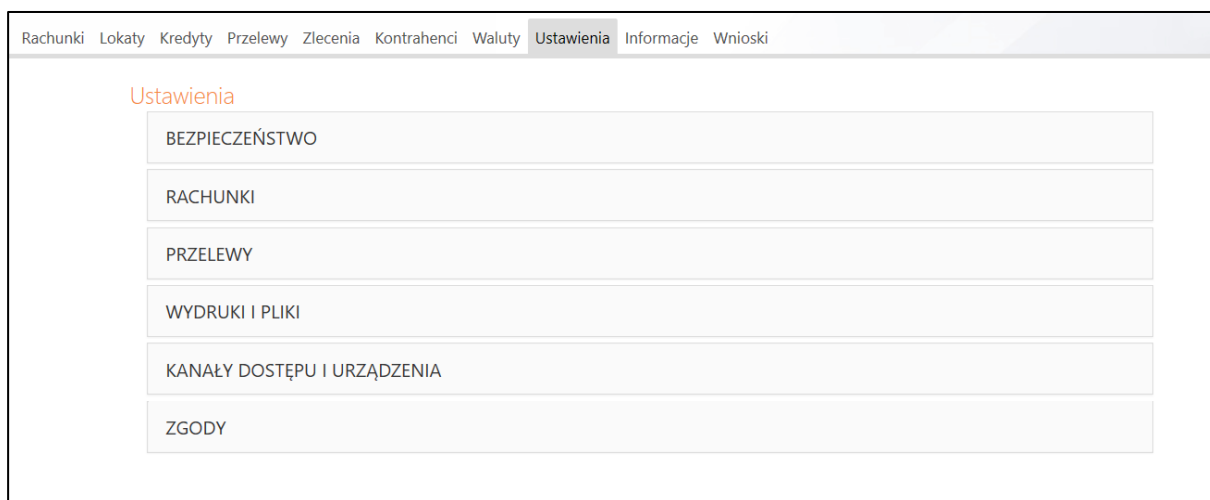 Rachunki Lokaty Kredyty Przelewy Zlecenia Kontrahenci Waluty Ustawienia Informacje Wnioski
Ustawienia
BEZPIECZEŃSTWO
RACHUNKI
PRZELEWY
WYDRUKI I PLIKI
KANAŁY DOSTĘPU I URZĄDZENIA
ZGODY